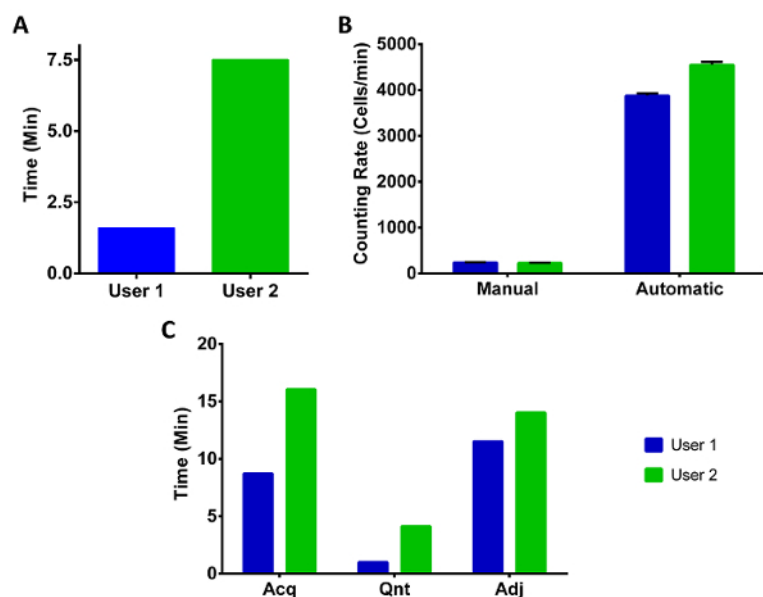 A
Time (Min)
7.5
5.0
2.5
0.0
User 1 User 2
B
Counting Rate (Cells/min)
5000
4000
3000
2000
1000
0
Manual Automatic
C
Time (Min)
20
15
10
5
0
Acq Qnt Adj
User 1
User 2